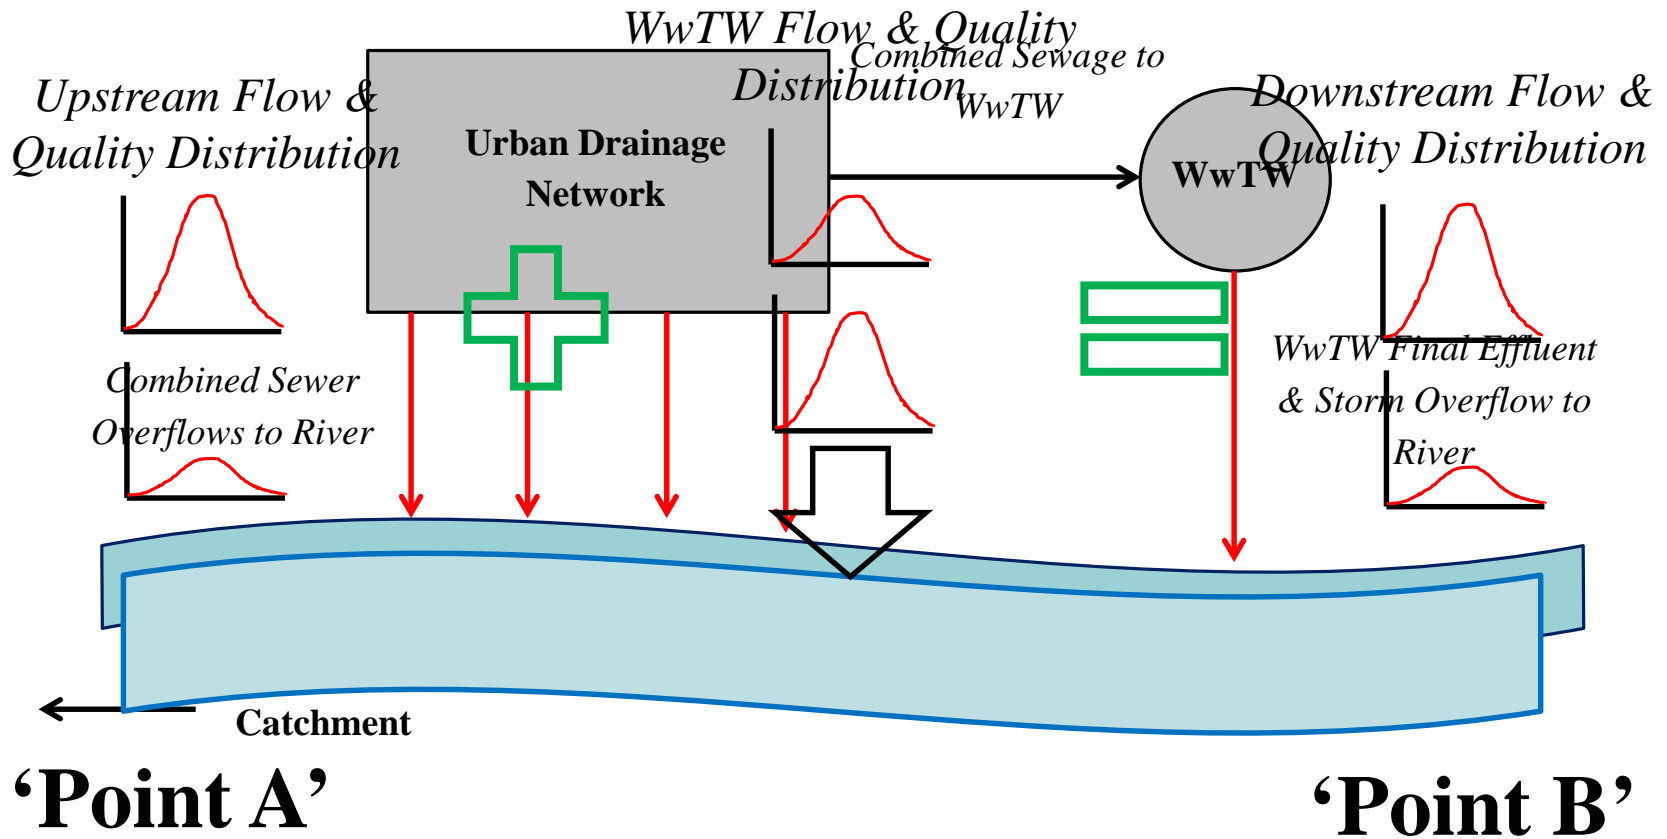 WwTW Flow & Quality
Distribution
Combined Sewage to
WwTW
Upstream Flow &
Quality Distribution
Urban Drainage
Network
WwTW
Downstream Flow &
Quality Distribution
Combined Sewer
Overflows to River
WwTW Final Effluent
& Storm Overflow to
River
Catchment
‘Point A’
‘Point B’